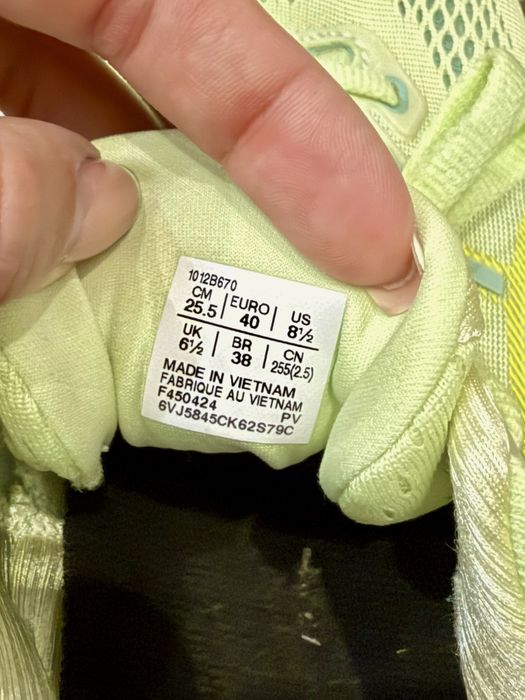 1012B670
CM EURO US
25.5 40 8½
UK BR CN
6½ 38 255(2.5)
MADE IN VIETNAM
FABRIQUE AU VIETNAM
F450424 PV
6VJ5845CK62S79C